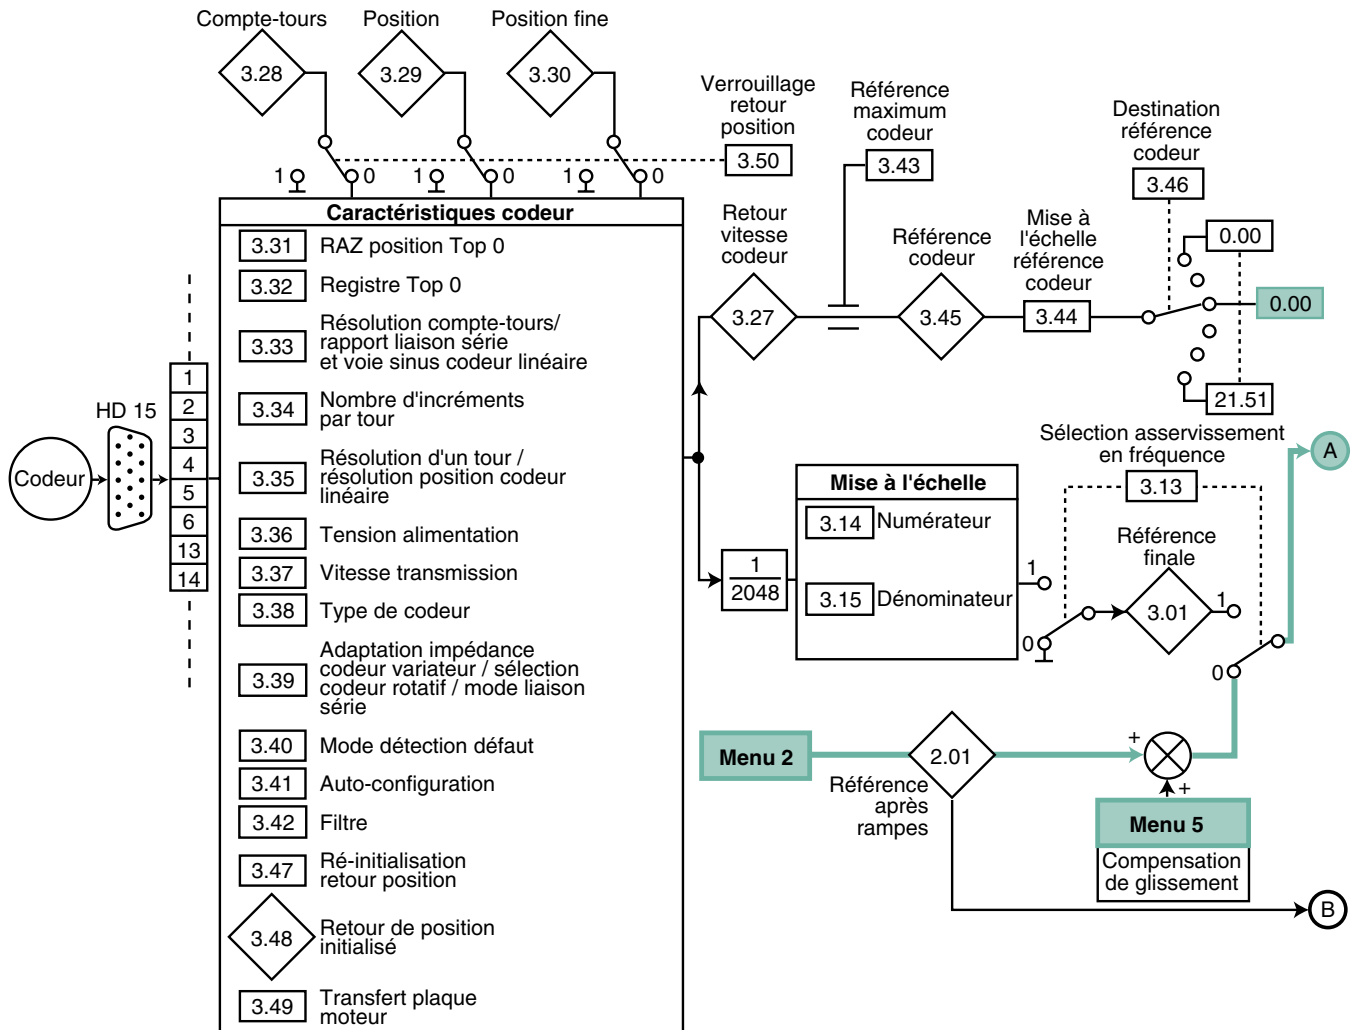 Compte-tours
Position
Position fine
3.28
3.29
3.30
Verrouillage
retour
position
3.50
Référence
maximum
codeur
3.43
Destination
référence
codeur
3.46
1
0
1
0
1
0
Caractéristiques codeur
3.31 RAZ position Top 0
3.32 Registre Top 0
3.33
Résolution compte-tours/
rapport liaison série
et voie sinus codeur linéaire
3.34
Nombre d'incréments
par tour
3.35
Résolution d'un tour /
résolution position codeur
linéaire
3.36 Tension alimentation
3.37 Vitesse transmission
3.38 Type de codeur
3.39
Adaptation impédance
codeur variateur / sélection
codeur rotatif / mode liaison
série
3.40 Mode détection défaut
3.41 Auto-configuration
3.42 Filtre
3.47
Ré-initialisation
retour position
3.48
Retour de position
initialisé
3.49
Transfert plaque
moteur
Codeur
HD 15
1
2
3
4
5
6
13
14
Retour
vitesse
codeur
3.27
Référence
codeur
3.45
Mise à
l'échelle
référence
codeur
3.44
0.00
0.00
21.51
1
2048
Mise à l'échelle
3.14 Numérateur
3.15 Dénominateur
Sélection asservissement
en fréquence
3.13
1
0
Référence
finale
3.01
1
0
A
Menu 2
2.01
Référence
après
rampes
+
+
Menu 5
Compensation
de glissement
B